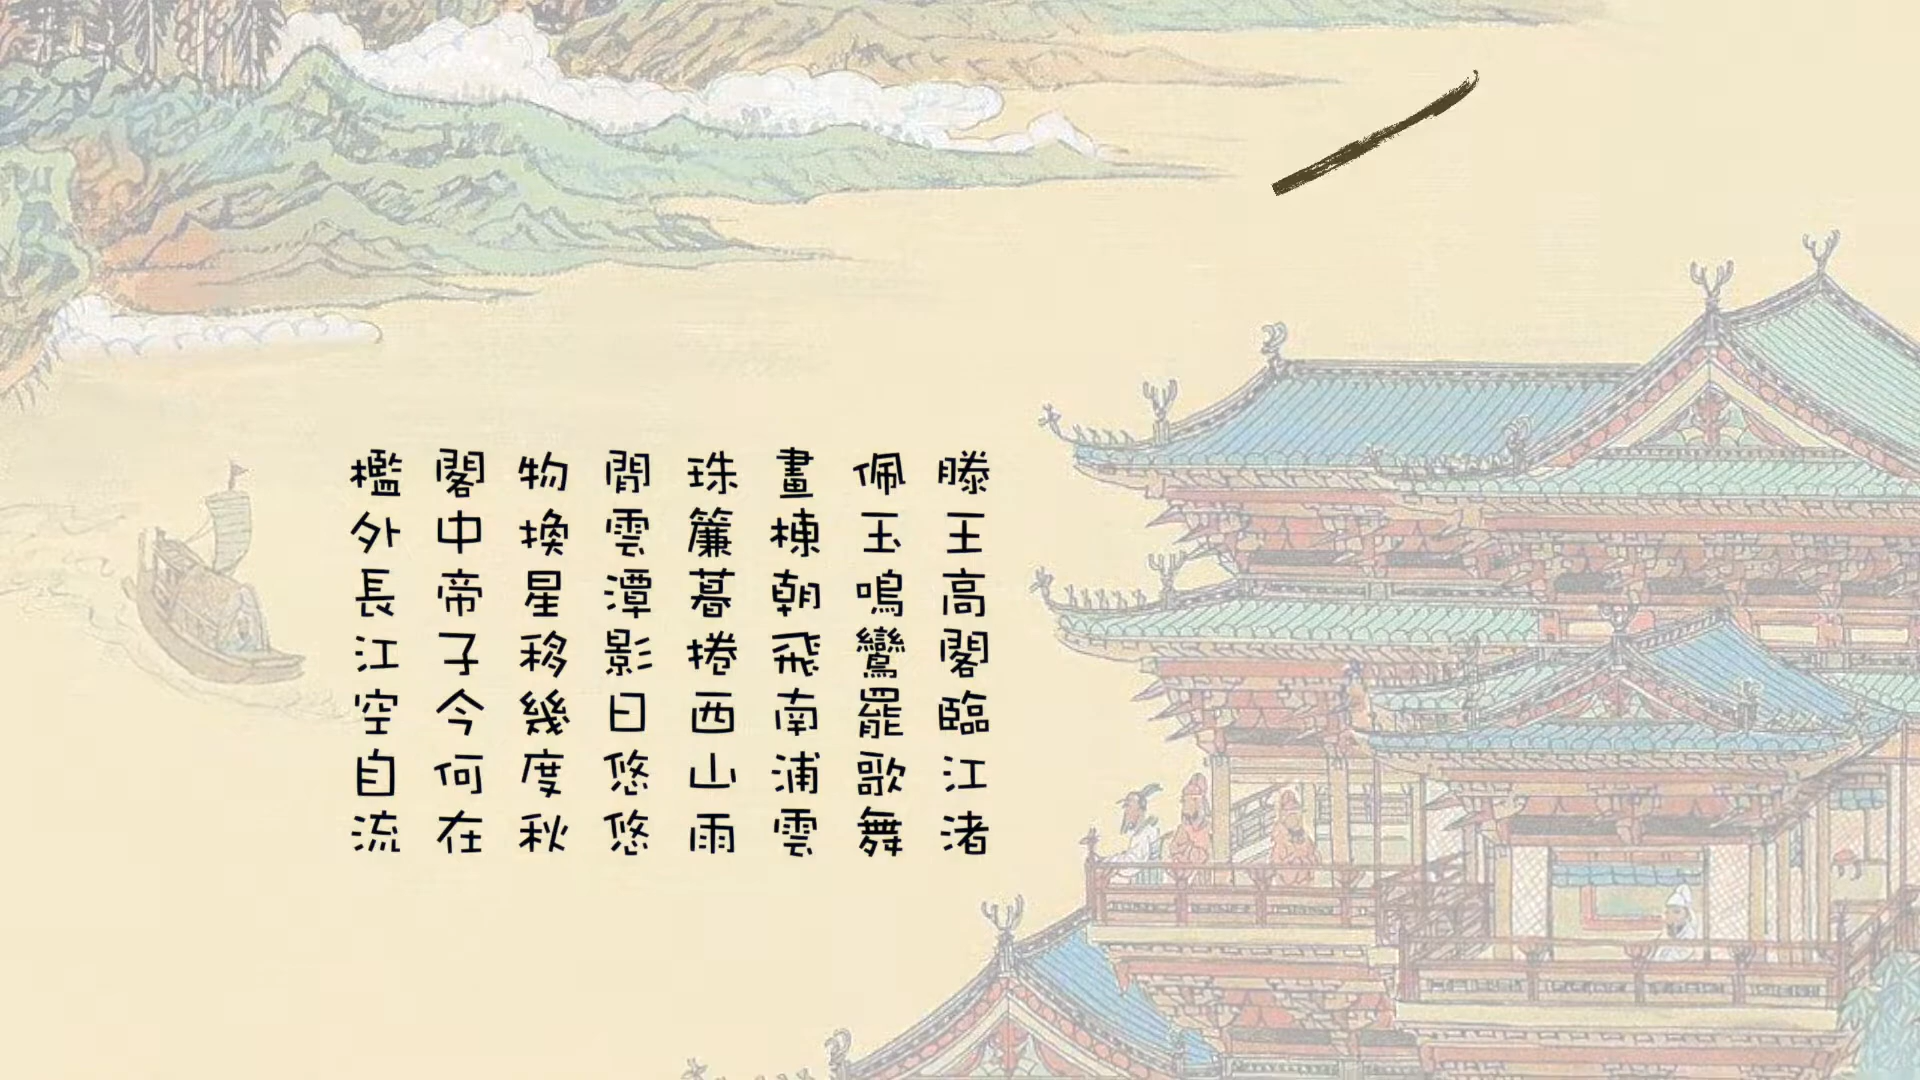 滕王高閣臨江渚
佩玉鳴鸞罷歌舞
畫棟朝飛南浦雲
珠簾暮捲西山雨
閒雲潭影日悠悠
物換星移幾度秋
閣中帝子今何在
檻外長江空自流